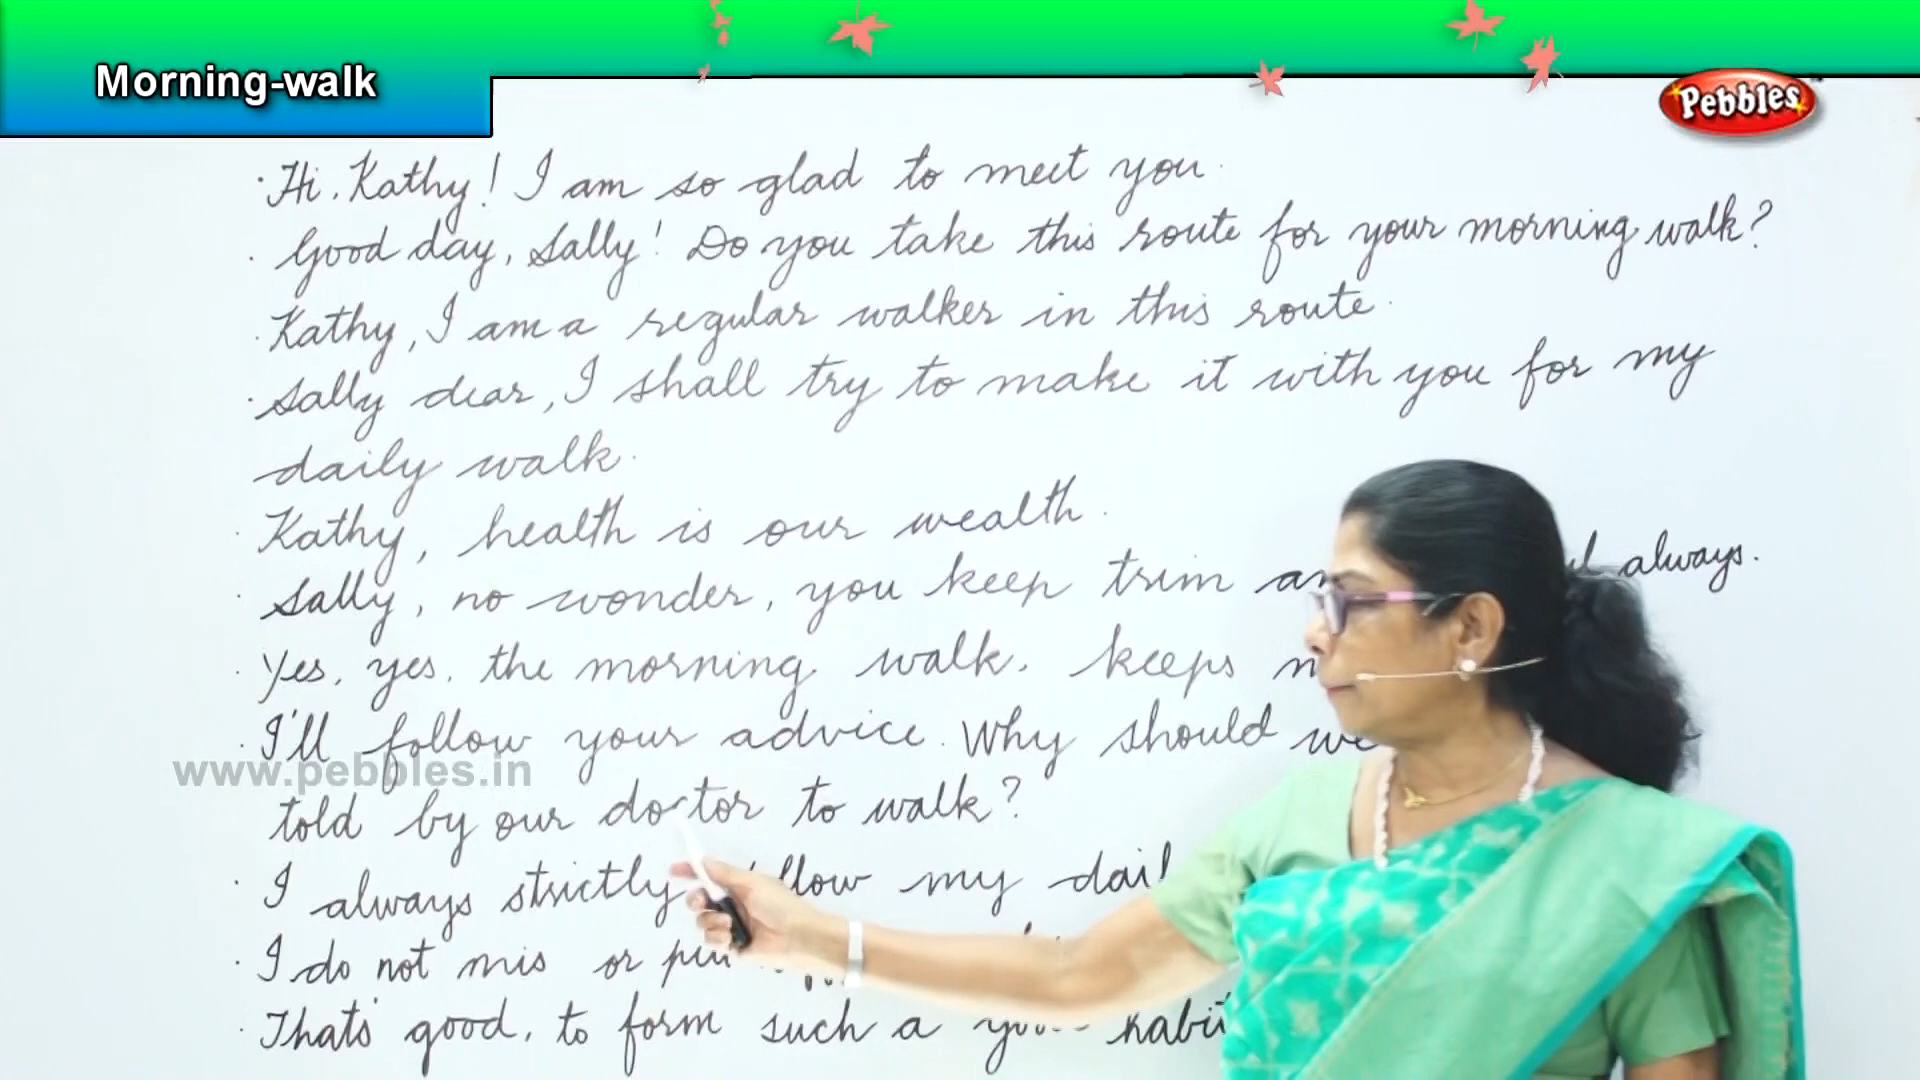 Morning-walk
Pebbles
Hi, Kathy! I am so glad to meet you.
Good day, Sally! Do you take this route for your morning walk?
Kathy, I am a regular walker in this route.
Sally dear, I shall try to make it with you for my
daily walk.
Kathy, health is our wealth.
Sally, no wonder, you keep trim always.
Yes, yes, the morning walk, keeps
I'll follow your advice. Why should we
www.pebbles.in
told by our doctor to walk?
I always strictly my
I do not mis or
That's good, to form such a habit